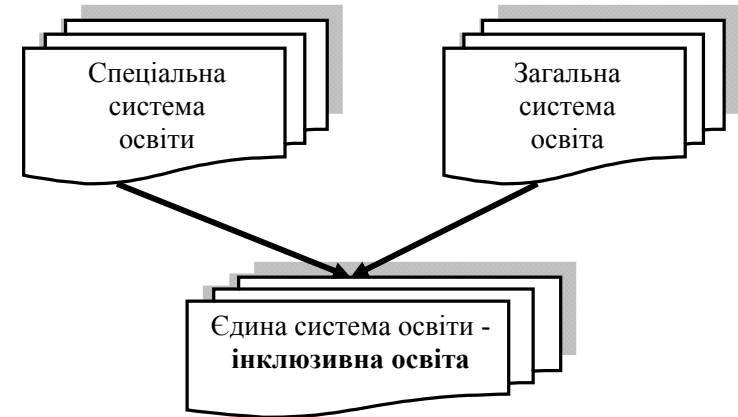 Спеціальна
система
освіти
Загальна
система
освіта
Єдина система освіти -
інклюзивна освіта